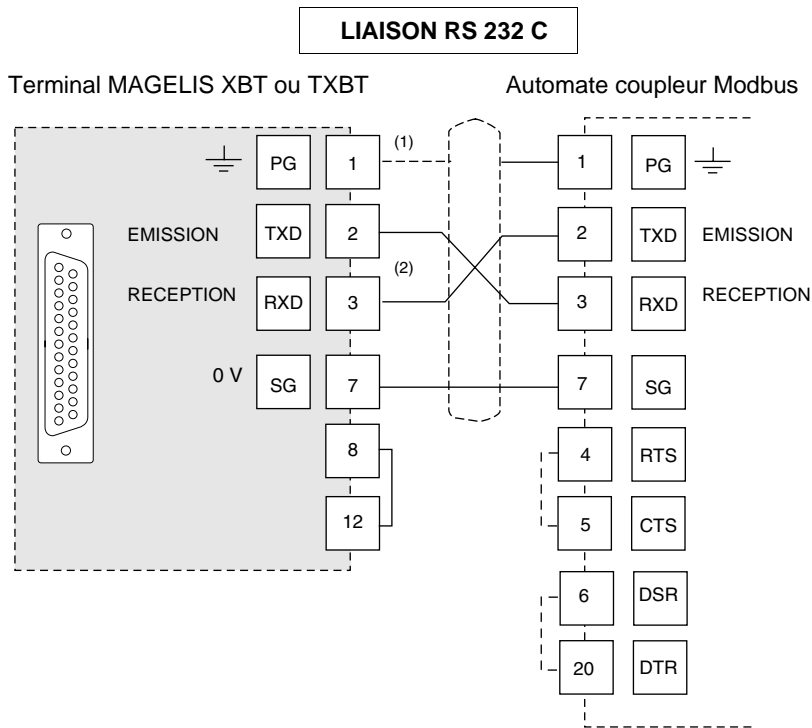 LIAISON RS 232 C
Terminal MAGELIS XBT ou TXBT
Automate coupleur Modbus
PG 1 (1) 1 PG
EMISSION TXD 2 2 TXD EMISSION
(2)
RECEPTION RXD 3 3 RXD RECEPTION
0 V SG 7 7 SG
8 4 RTS
12 5 CTS
6 DSR
20 DTR